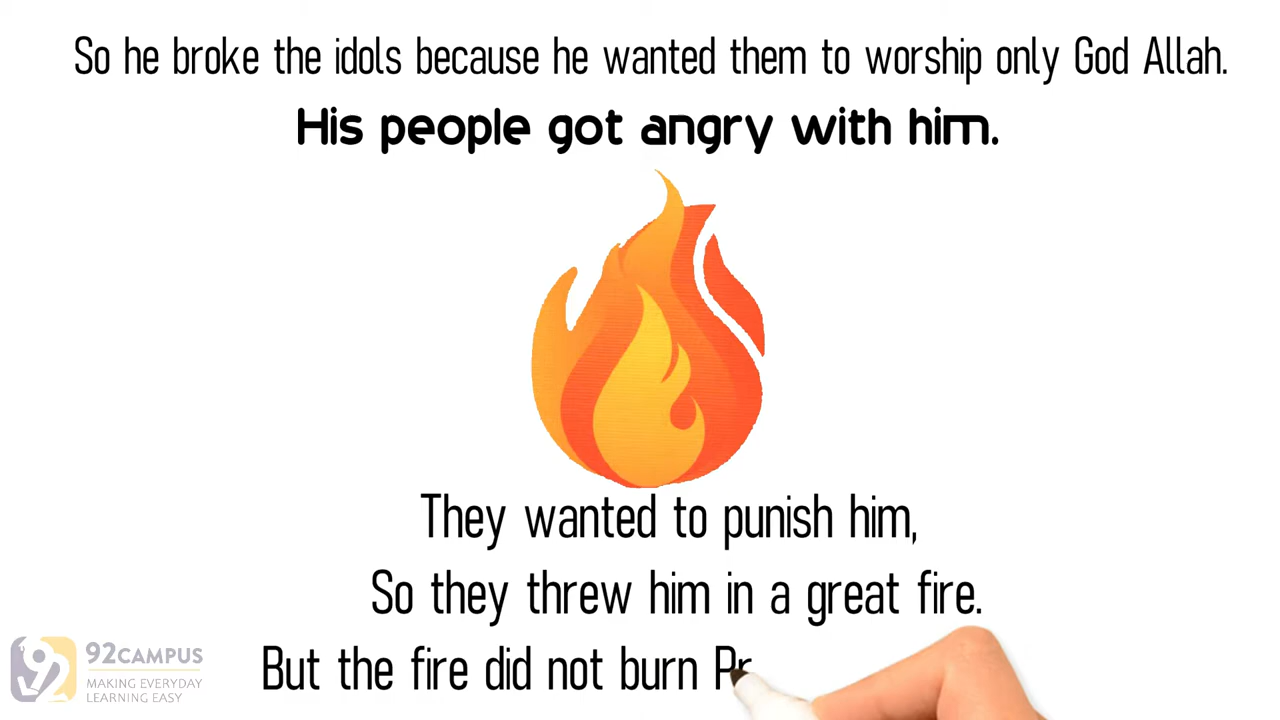 So he broke the idols because he wanted them to worship only God Allah.
His people got angry with him.
They wanted to punish him,
So they threw him in a great fire.
But the fire did not burn Pr
92CAMPUS
MAKING EVERYDAY
LEARNING EASY